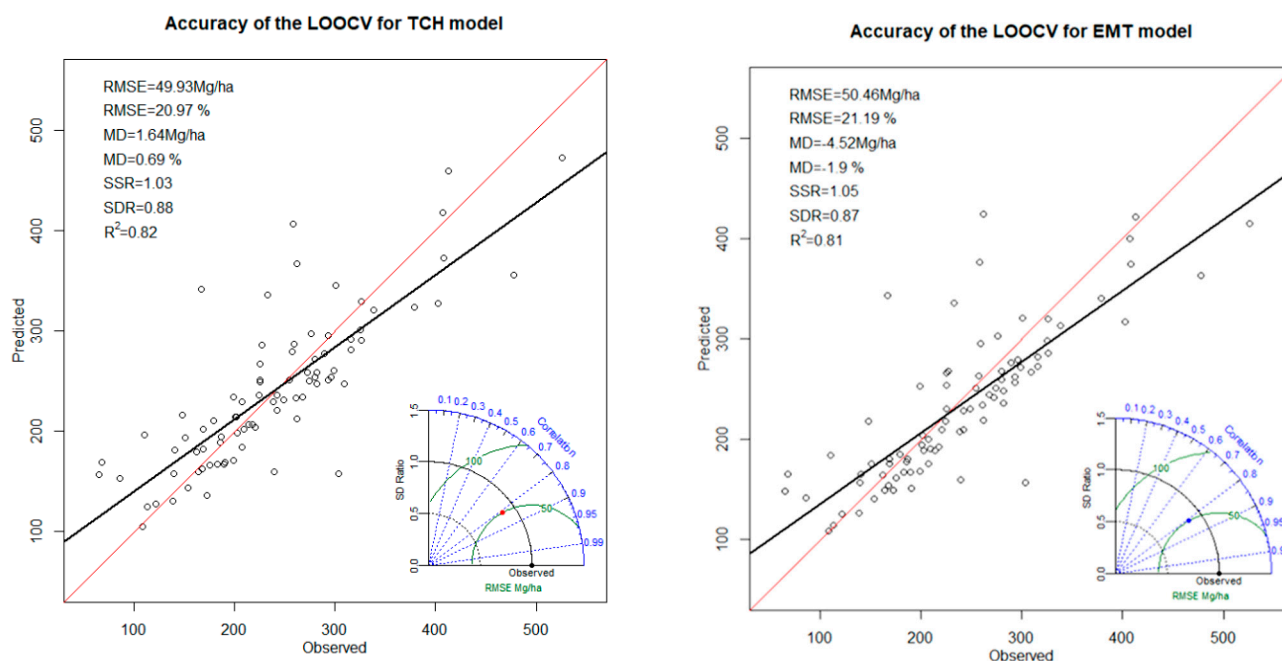 Accuracy of the LOOCV for TCH model
RMSE=49.93Mg/ha
RMSE=20.97 %
MD=1.64Mg/ha
MD=0.69 %
SSR=1.03
SDR=0.88
R²=0.82
Predicted
500
400
300
200
100
100 200 300 400 500
Observed
SD Ratio
1.5
1.0
0.5
0.0
0.1 0.2 0.3 0.4 0.5 0.6 0.7 0.8 0.9 0.95 0.99
Correlation
100
50
Observed
RMSE Mg/ha
Accuracy of the LOOCV for EMT model
RMSE=50.46Mg/ha
RMSE=21.19 %
MD=-4.52Mg/ha
MD=-1.9 %
SSR=1.05
SDR=0.87
R²=0.81
Predicted
500
400
300
200
100
100 200 300 400 500
Observed
SD Ratio
1.5
1.0
0.5
0.0
0.1 0.2 0.3 0.4 0.5 0.6 0.7 0.8 0.9
Correlation
100
50
Observed
RMSE Mg/ha